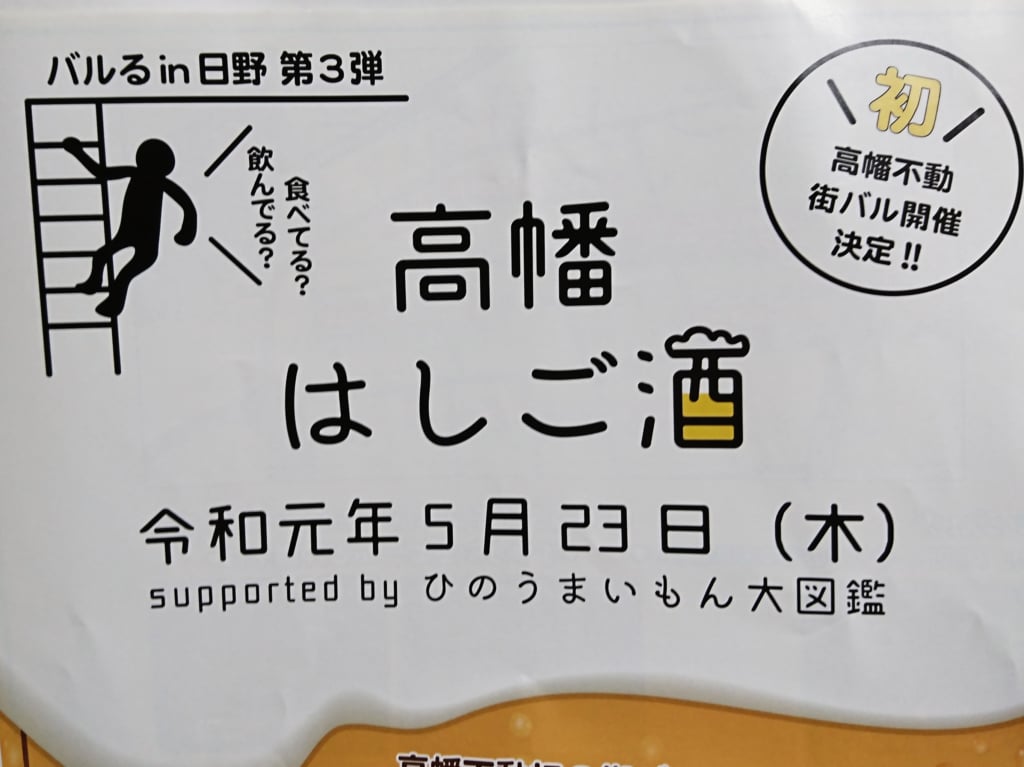 バルるin日野 第3弾
食べてる?
飲んでる?
初
高幡不動
街バル開催
決定!!
高幡
はしご酒
令和元年5月23日(木)
supported by ひのうまいもん大図鑑